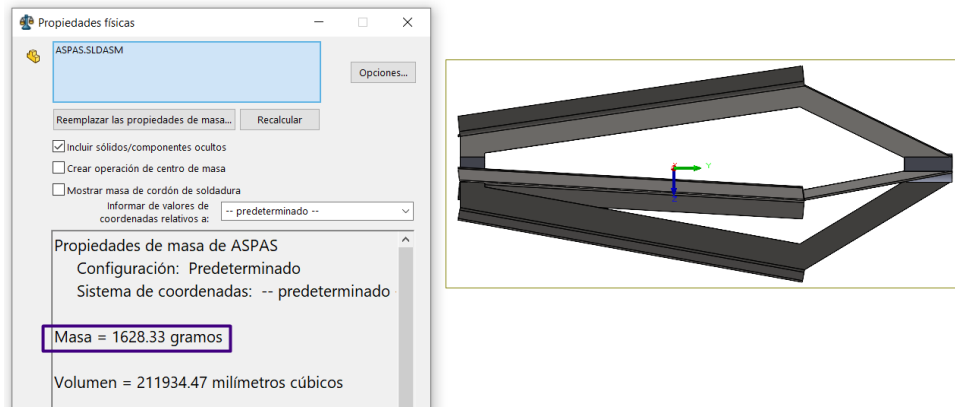 Propiedades físicas
ASPAS.SLDASM
Opciones...
Reemplazar las propiedades de masa...
Recalcular
Incluir sólidos/componentes ocultos
Crear operación de centro de masa
Mostrar masa de cordón de soldadura
Informar de valores de
coordenadas relativos a:
-- predeterminado --
Propiedades de masa de ASPAS
Configuración: Predeterminado
Sistema de coordenadas: -- predeterminado
Masa = 1628.33 gramos
Volumen = 211934.47 milímetros cúbicos
Y
Z